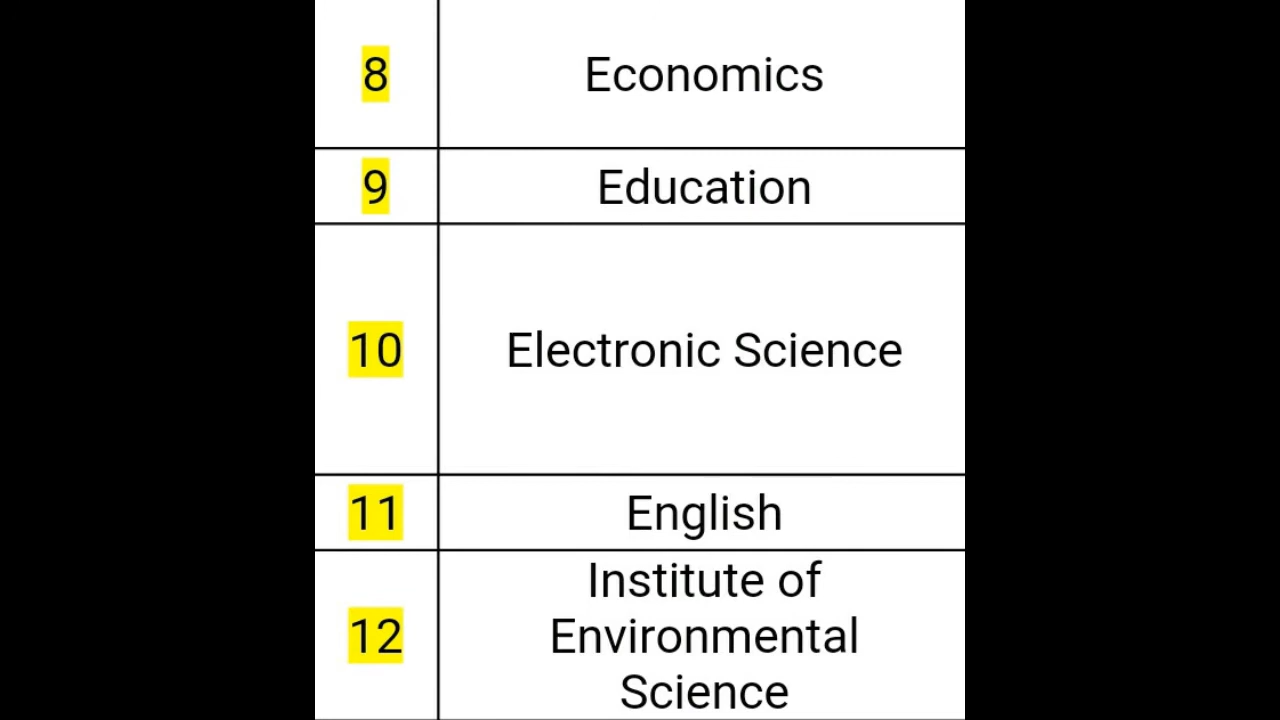 8 Economics
9 Education
10 Electronic Science
11 English
12 Institute of
Environmental
Science